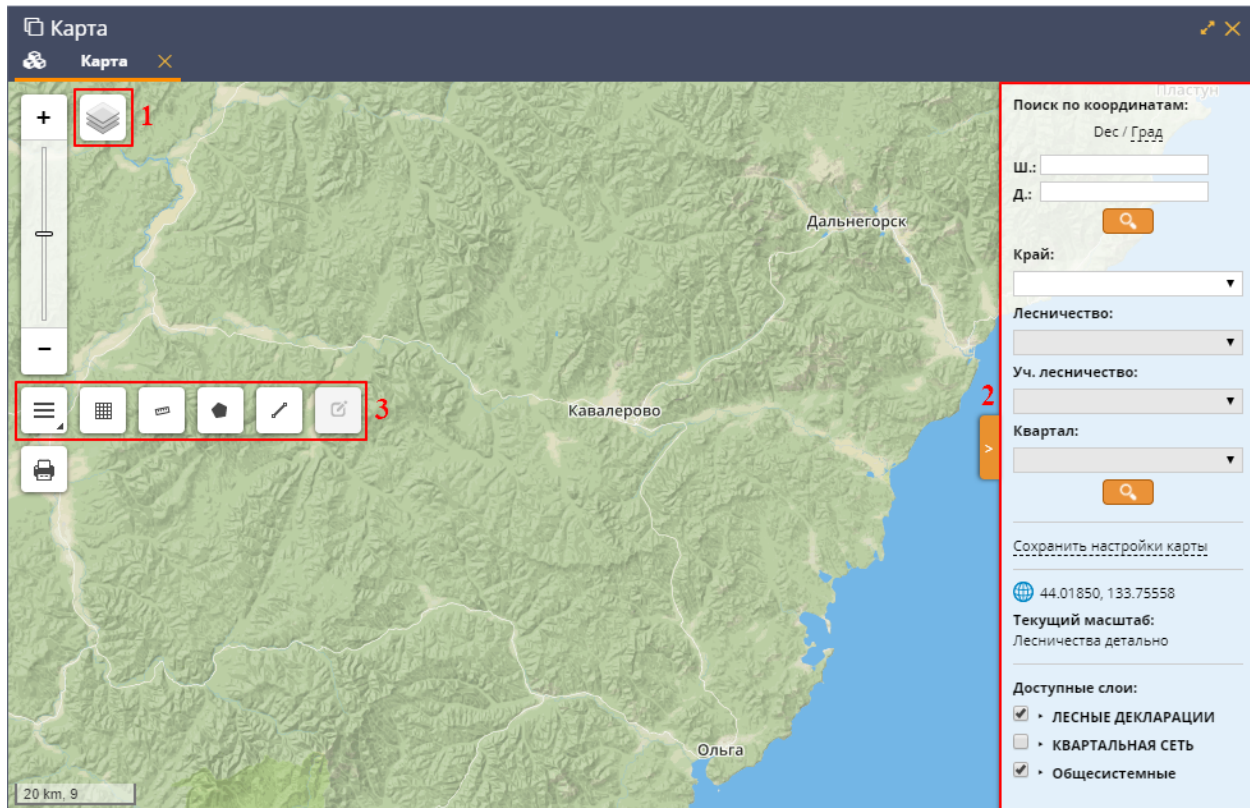 Карта
Карта
+
1
−
3
Дальнегорск
Кавалерово
Ольга
20 km, 9
2
>
Пластун
Поиск по координатам:
Dec / Град
Ш.:
Д.:
Край:
Лесничество:
Уч. лесничество:
Квартал:
Сохранить настройки карты
44.01850, 133.75558
Текущий масштаб:
Лесничества детально
Доступные слои:
ЛЕСНЫЕ ДЕКЛАРАЦИИ
КВАРТАЛЬНАЯ СЕТЬ
Общесистемные